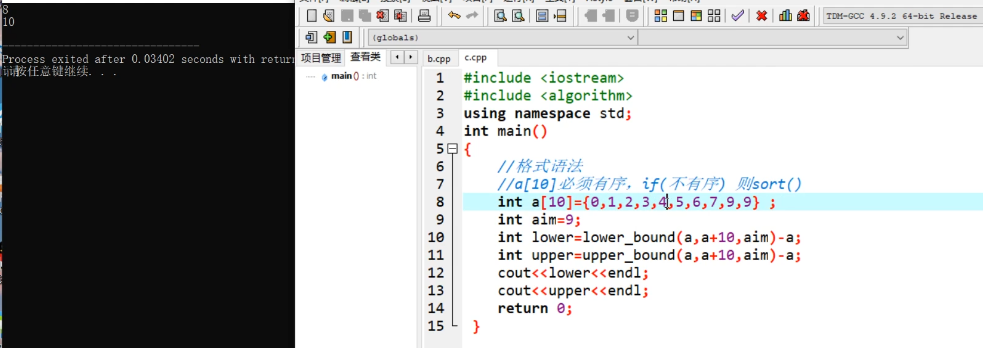 8
10
Process exited after 0.03402 seconds with return
请按任意键继续. . .
TDM-GCC 4.9.2 64-bit Release
(globals)
项目管理 查看类
main() : int
b.cpp c.cpp
1 #include <iostream>
2 #include <algorithm>
3 using namespace std;
4 int main()
5 {
6 //格式语法
7 //a[10]必须有序，if(不有序) 则sort()
8 int a[10]={0,1,2,3,4,5,6,7,9,9} ;
9 int aim=9;
10 int lower=lower_bound(a,a+10,aim)-a;
11 int upper=upper_bound(a,a+10,aim)-a;
12 cout<<lower<<endl;
13 cout<<upper<<endl;
14 return 0;
15 }